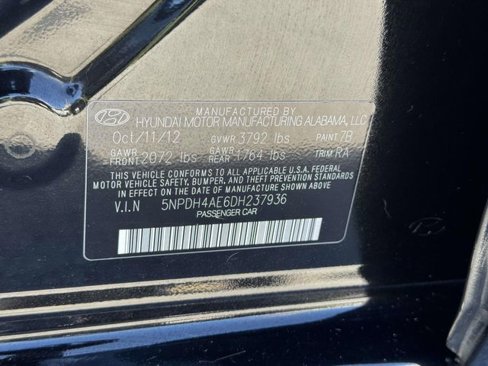 MANUFACTURED BY
HYUNDAI MOTOR MANUFACTURING ALABAMA, LLC
Oct/11/12 GVWR 3792 lbs PAINT 7B
GAWR FRONT 2072 lbs GAWR REAR 1764 lbs TRIM RA
THIS VEHICLE CONFORMS TO ALL APPLICABLE U.S.A. FEDERAL
MOTOR VEHICLE SAFETY, BUMPER, AND THEFT PREVENTION STANDARDS
IN EFFECT ON THE DATE OF MANUFACTURE SHOWN ABOVE.
V.I.N 5NPDH4AE6DH237936
PASSENGER CAR